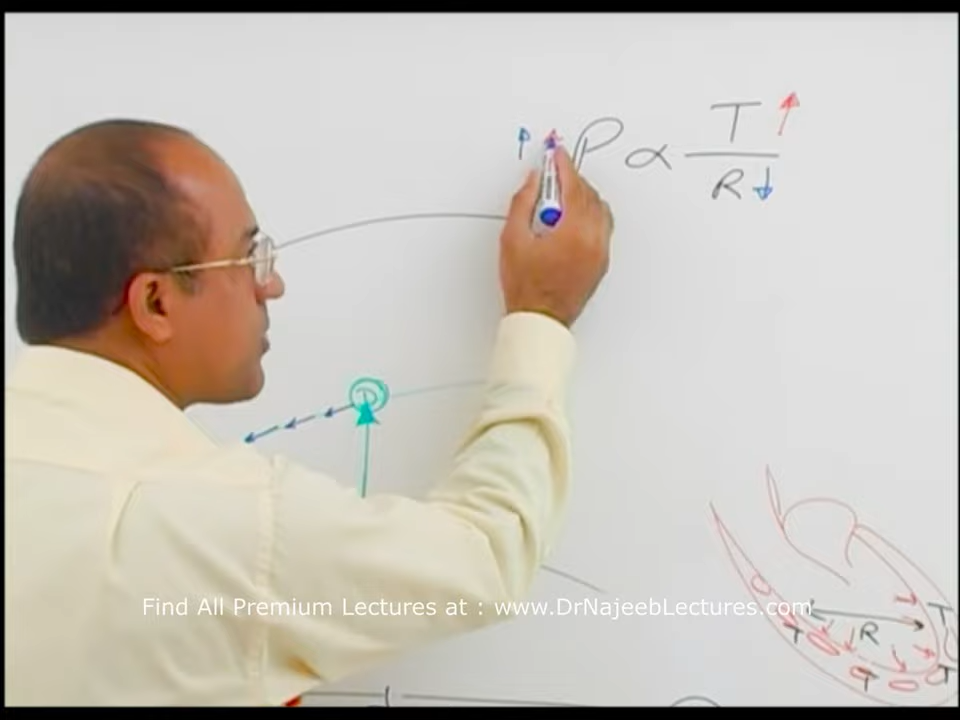 P ∝ T
R
D
Find All Premium Lectures at : www.DrNajeebLectures.com
T
R
T
T
T